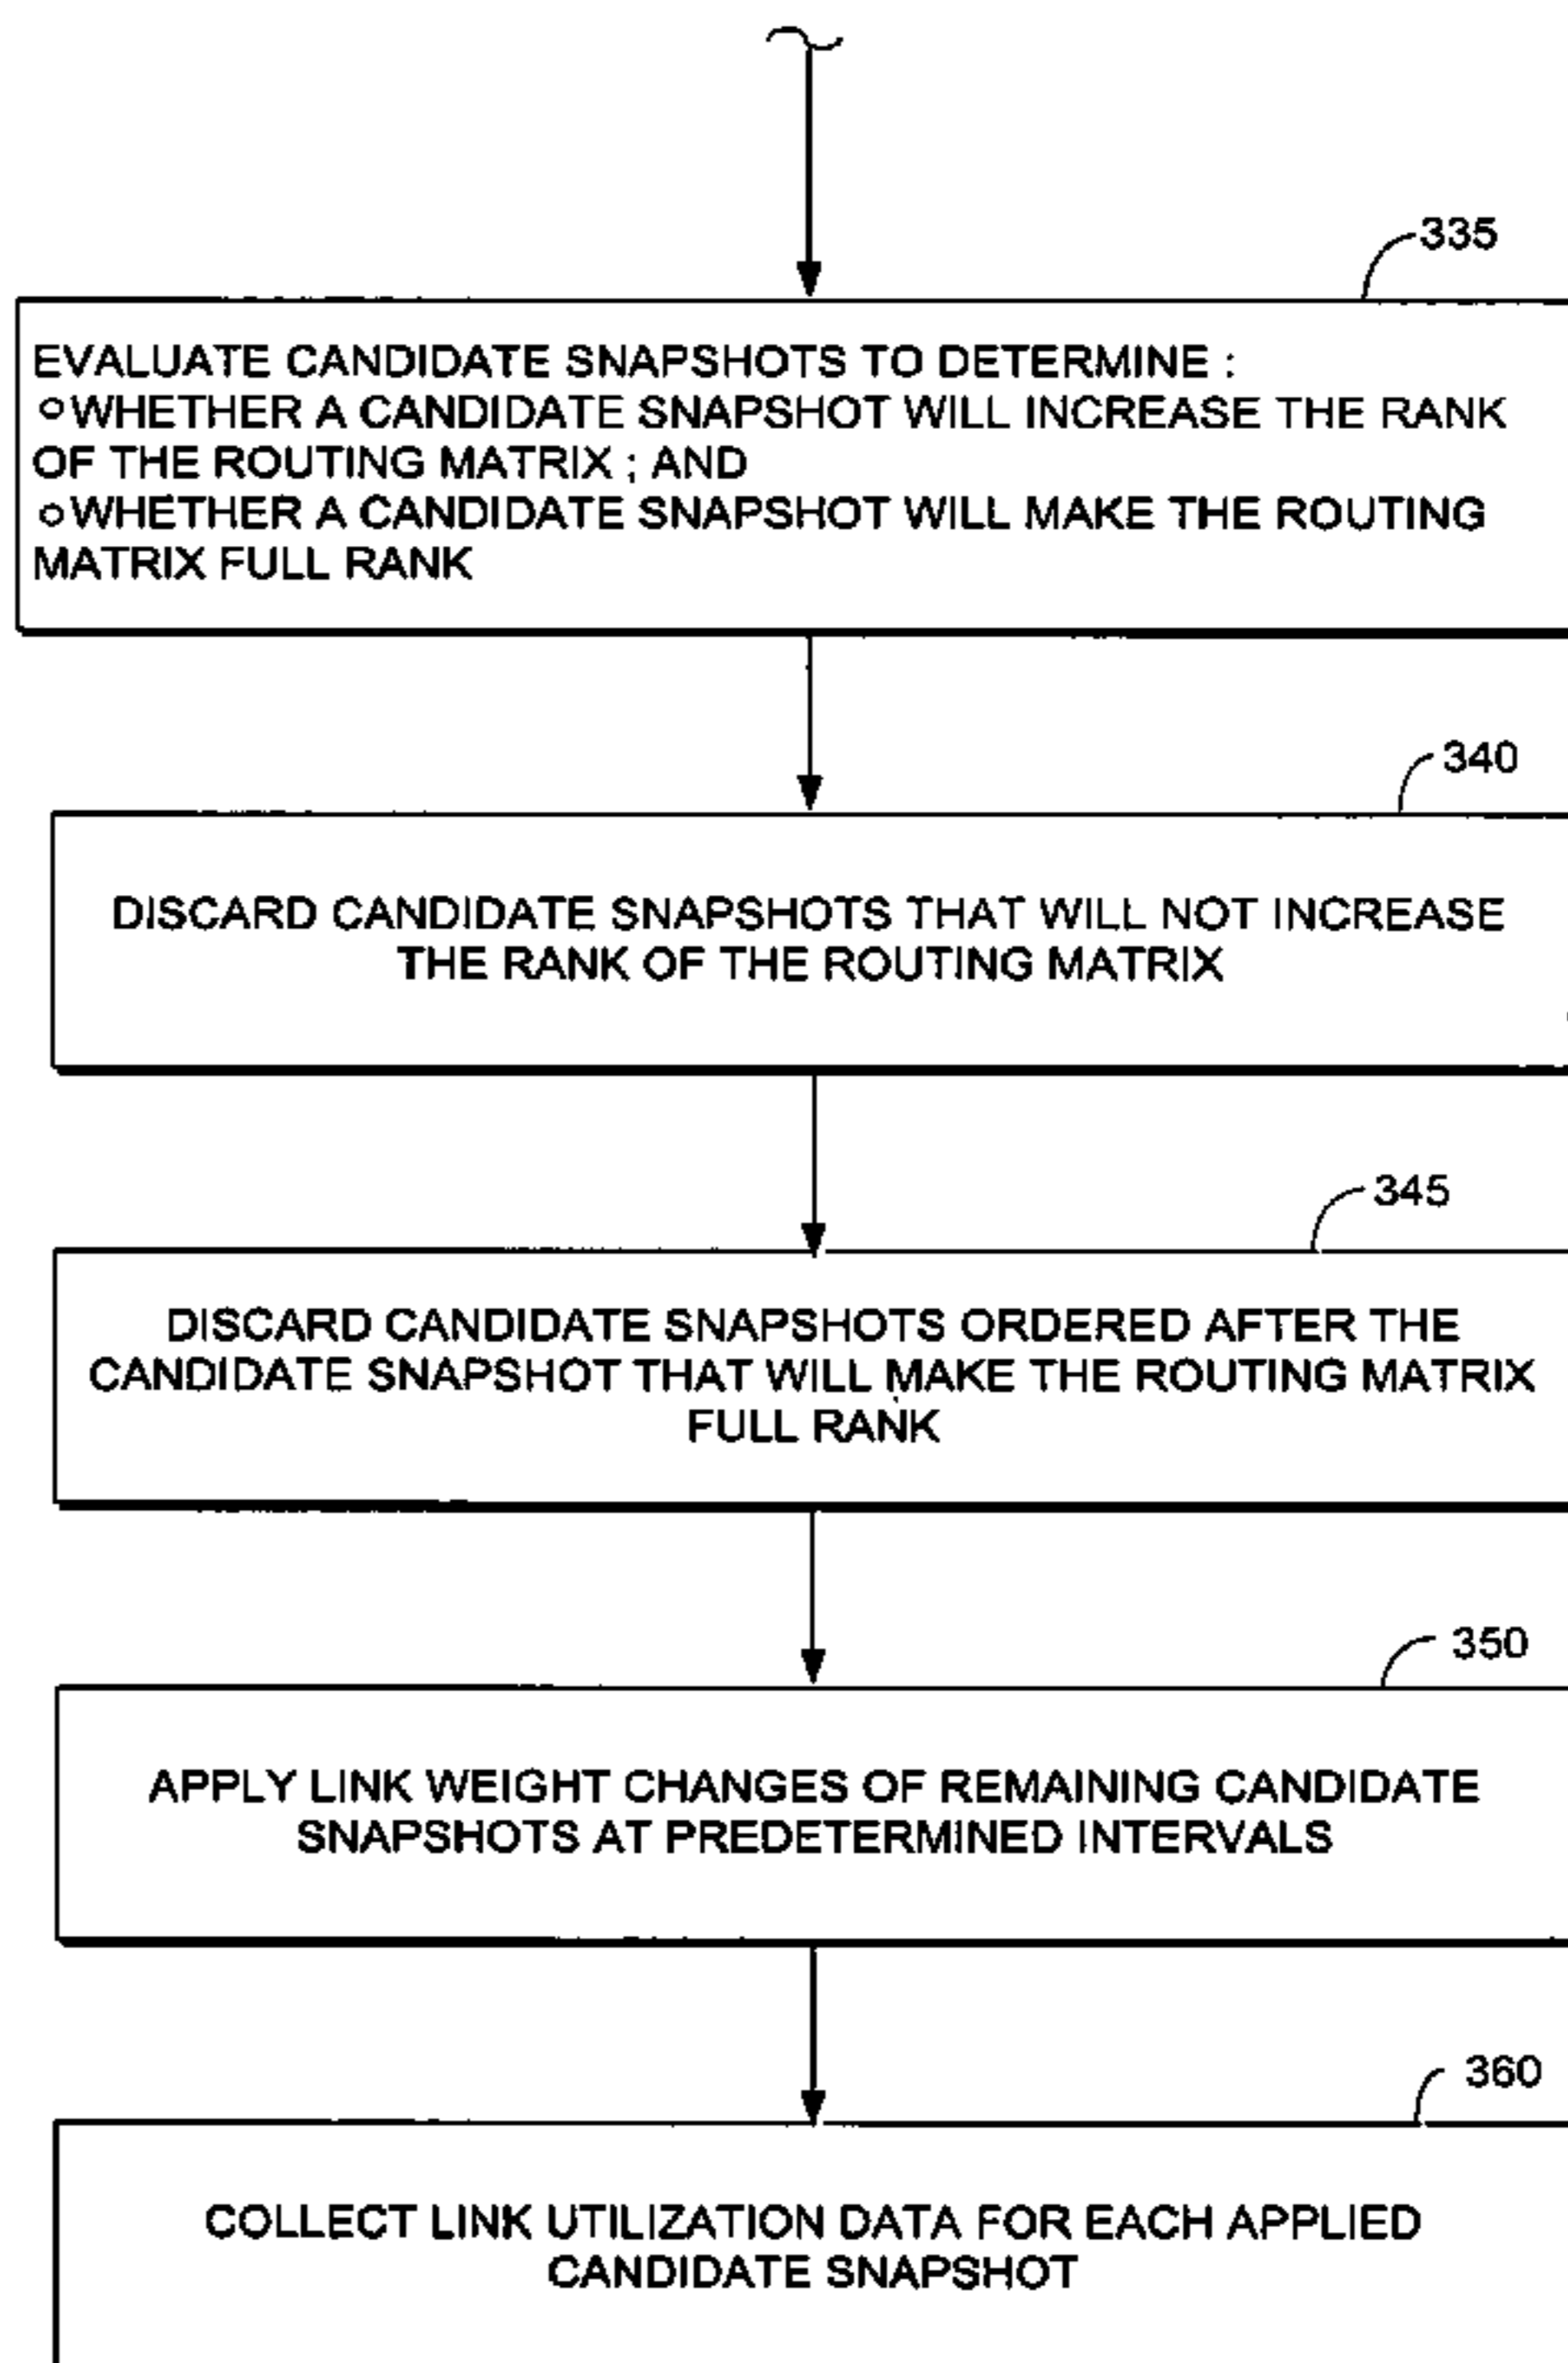 335
EVALUATE CANDIDATE SNAPSHOTS TO DETERMINE :
○ WHETHER A CANDIDATE SNAPSHOT WILL INCREASE THE RANK
OF THE ROUTING MATRIX ; AND
○ WHETHER A CANDIDATE SNAPSHOT WILL MAKE THE ROUTING
MATRIX FULL RANK
340
DISCARD CANDIDATE SNAPSHOTS THAT WILL NOT INCREASE
THE RANK OF THE ROUTING MATRIX
345
DISCARD CANDIDATE SNAPSHOTS ORDERED AFTER THE
CANDIDATE SNAPSHOT THAT WILL MAKE THE ROUTING MATRIX
FULL RANK
350
APPLY LINK WEIGHT CHANGES OF REMAINING CANDIDATE
SNAPSHOTS AT PREDETERMINED INTERVALS
360
COLLECT LINK UTILIZATION DATA FOR EACH APPLIED
CANDIDATE SNAPSHOT